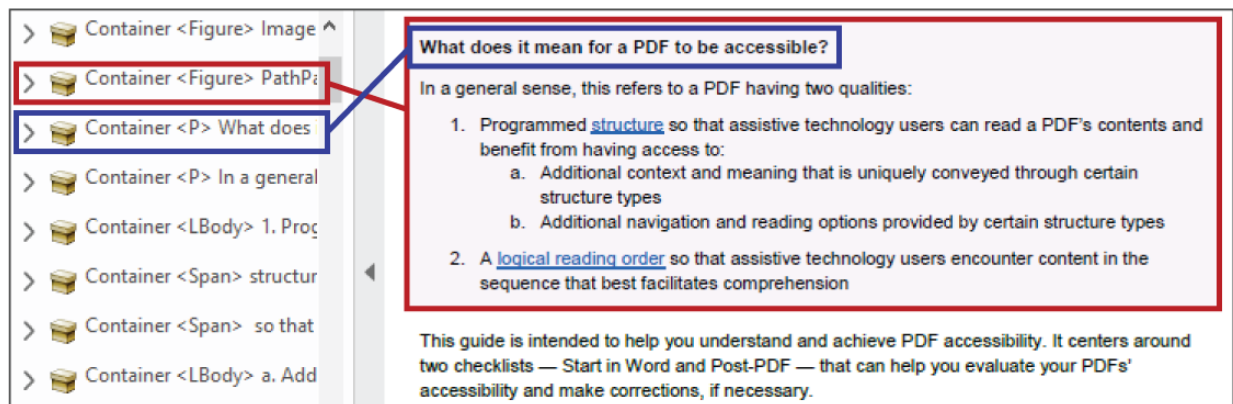 Container <Figure> Image
Container <Figure> PathPa
Container <P> What does
Container <P> In a general
Container <LBody> 1. Prog
Container <Span> structur
Container <Span> so that
Container <LBody> a. Add
What does it mean for a PDF to be accessible?
In a general sense, this refers to a PDF having two qualities:
1. Programmed structure so that assistive technology users can read a PDF's contents and
benefit from having access to:
a. Additional context and meaning that is uniquely conveyed through certain
structure types
b. Additional navigation and reading options provided by certain structure types
2. A logical reading order so that assistive technology users encounter content in the
sequence that best facilitates comprehension
This guide is intended to help you understand and achieve PDF accessibility. It centers around
two checklists — Start in Word and Post-PDF — that can help you evaluate your PDFs'
accessibility and make corrections, if necessary.